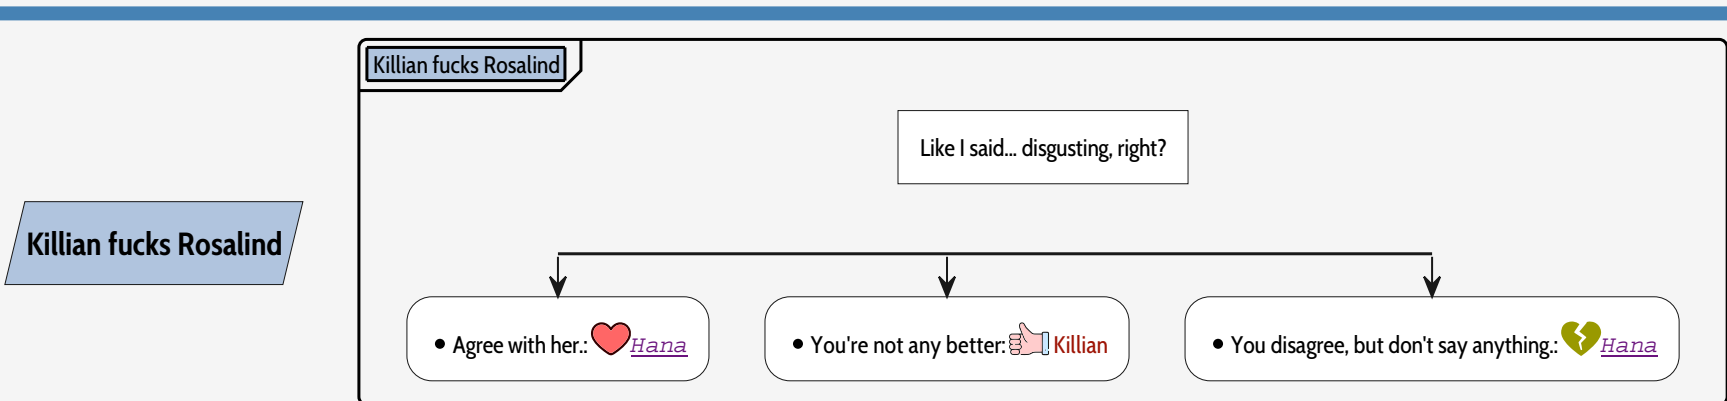 Killian fucks Rosalind
Like I said... disgusting, right?
Killian fucks Rosalind
• Agree with her.: Hana
• You're not any better: Killian
• You disagree, but don't say anything.: Hana